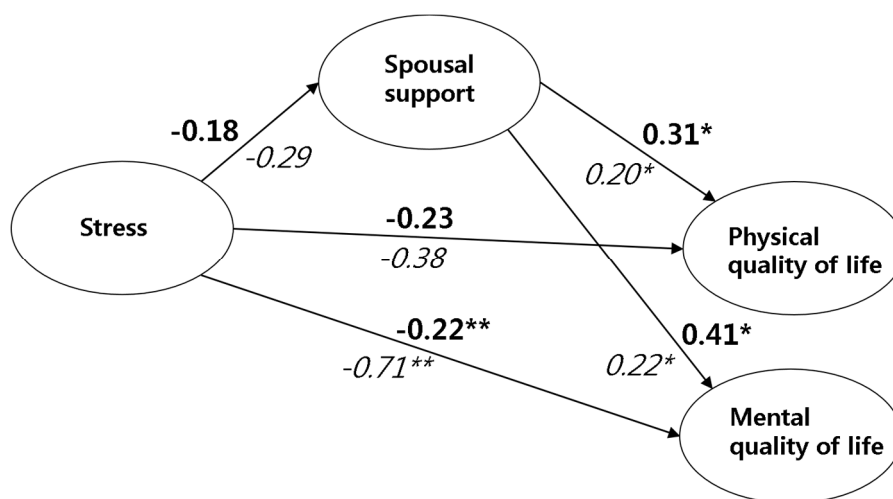 Spousal
support
-0.18
-0.29
0.31*
0.20*
Stress
-0.23
-0.38
Physical
quality of life
-0.22**
-0.71**
0.41*
0.22*
Mental
quality of life